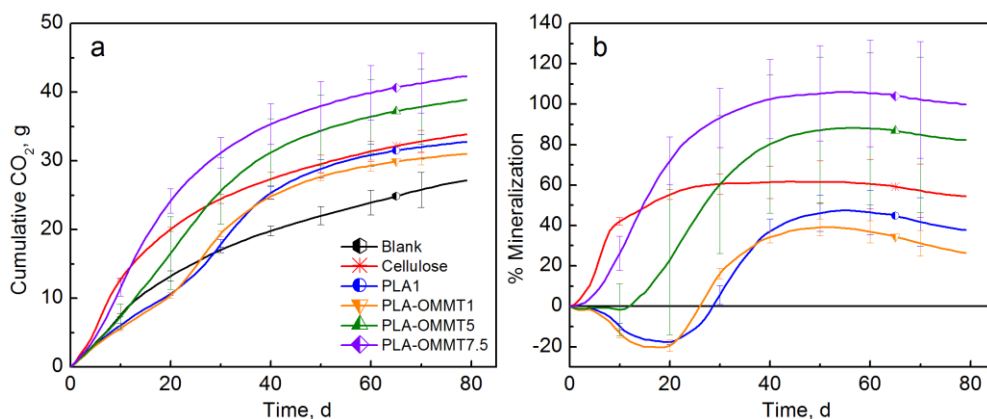 a
Cumulative CO₂, g
50
40
30
20
10
0
Blank
Cellulose
PLA1
PLA-OMMT1
PLA-OMMT5
PLA-OMMT7.5
0 20 40 60 80
Time, d
b
% Mineralization
140
120
100
80
60
40
20
0
-20
0 20 40 60 80
Time, d